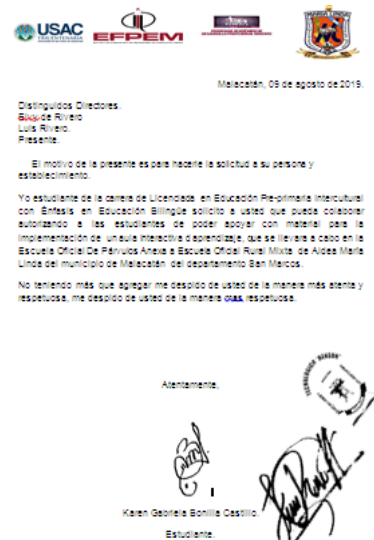 USAC
TRICENTENARIA
EFPEM
MARIA LINDA
Malacatán, 09 de agosto de 2019.
Distinguidos Directores.
de Rivero
Luis Rivero.
Presente.
El motivo de la presente es para hacerle la solicitud a su persona y
establecimiento.
Yo estudiante de la carrera de Licenciada en Educación Pre-primaria Intercultural
con Énfasis en Educación Bilingüe solicito a usted que pueda colaborar
autorizando a las estudiantes de poder apoyar con material para la
implementación de un aula interactiva d aprendizaje, que se llevara a cabo en la
Escuela Oficial De Párvulos Anexa a Escuela Oficial Rural Mixta de Aldea María
Linda del municipio de Malacatán del departamento San Marcos.
No teniendo más que agregar me despido de usted de la manera más atenta y
respetuosa, me despido de usted de la manera respetuosa.
Atentamente,
Karen Gabriela Bonilla Castillo.
Estudiante.